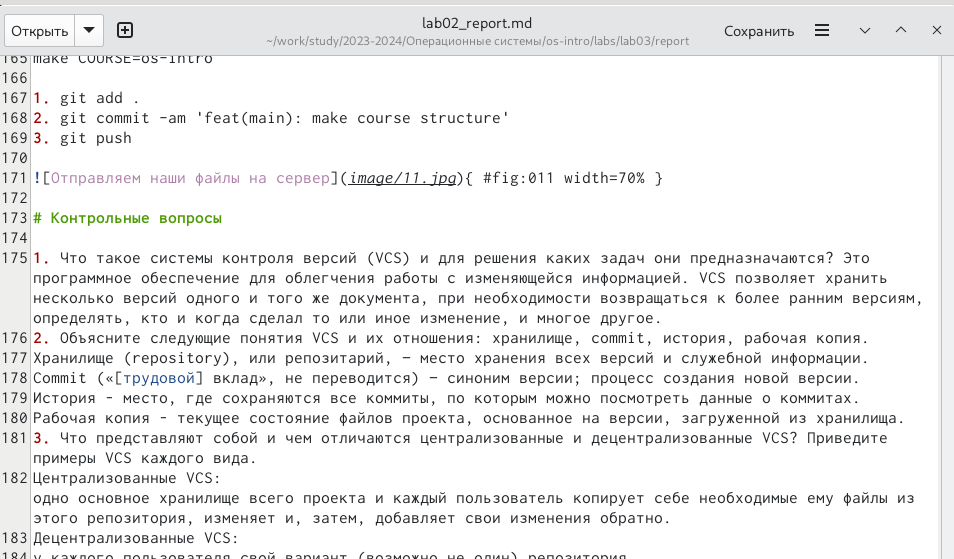 Открыть
lab02_report.md
~/work/study/2023-2024/Операционные системы/os-intro/labs/lab03/report
Сохранить
165 make COURSE=os-intro
166
167 1. git add .
168 2. git commit -am 'feat(main): make course structure'
169 3. git push
170
171 ![Отправляем наши файлы на сервер](image/11.jpg){ #fig:011 width=70% }
172
173 # Контрольные вопросы
174
175 1. Что такое системы контроля версий (VCS) и для решения каких задач они предназначаются? Это
программное обеспечение для облегчения работы с изменяющейся информацией. VCS позволяет хранить
несколько версий одного и того же документа, при необходимости возвращаться к более ранним версиям,
определять, кто и когда сделал то или иное изменение, и многое другое.
176 2. Объясните следующие понятия VCS и их отношения: хранилище, commit, история, рабочая копия.
177 Хранилище (repository), или репозитарий, – место хранения всех версий и служебной информации.
178 Commit («[трудовой] вклад», не переводится) – синоним версии; процесс создания новой версии.
179 История - место, где сохраняются все коммиты, по которым можно посмотреть данные о коммитах.
180 Рабочая копия - текущее состояние файлов проекта, основанное на версии, загруженной из хранилища.
181 3. Что представляют собой и чем отличаются централизованные и децентрализованные VCS? Приведите
примеры VCS каждого вида.
182 Централизованные VCS:
одно основное хранилище всего проекта и каждый пользователь копирует себе необходимые ему файлы из
этого репозитория, изменяет и, затем, добавляет свои изменения обратно.
183 Децентрализованные VCS:
184 у каждого пользователя свой вариант (возможно не один) репозитория